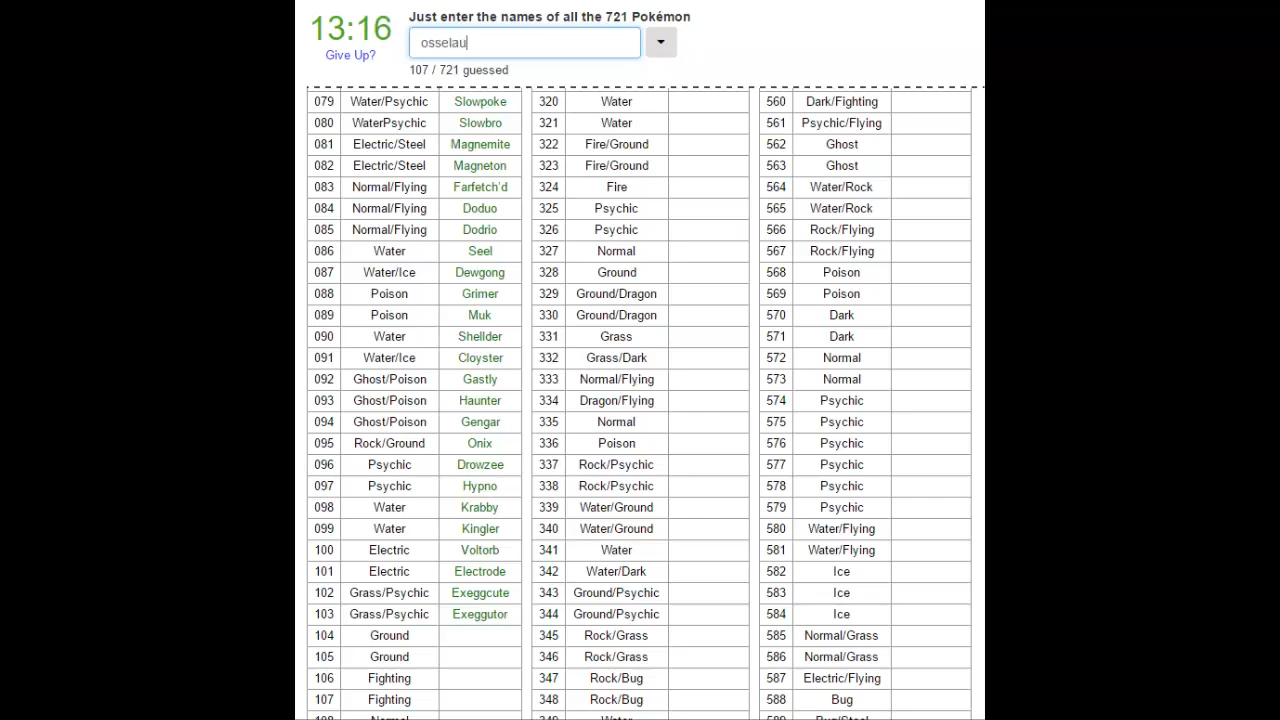 13:16
Give Up?
Just enter the names of all the 721 Pokémon
osselau
107 / 721 guessed
079 Water/Psychic Slowpoke 320 Water 560 Dark/Fighting
080 WaterPsychic Slowbro 321 Water 561 Psychic/Flying
081 Electric/Steel Magnemite 322 Fire/Ground 562 Ghost
082 Electric/Steel Magneton 323 Fire/Ground 563 Ghost
083 Normal/Flying Farfetch'd 324 Fire 564 Water/Rock
084 Normal/Flying Doduo 325 Psychic 565 Water/Rock
085 Normal/Flying Dodrio 326 Psychic 566 Rock/Flying
086 Water Seel 327 Normal 567 Rock/Flying
087 Water/Ice Dewgong 328 Ground 568 Poison
088 Poison Grimer 329 Ground/Dragon 569 Poison
089 Poison Muk 330 Ground/Dragon 570 Dark
090 Water Shellder 331 Grass 571 Dark
091 Water/Ice Cloyster 332 Grass/Dark 572 Normal
092 Ghost/Poison Gastly 333 Normal/Flying 573 Normal
093 Ghost/Poison Haunter 334 Dragon/Flying 574 Psychic
094 Ghost/Poison Gengar 335 Normal 575 Psychic
095 Rock/Ground Onix 336 Poison 576 Psychic
096 Psychic Drowzee 337 Rock/Psychic 577 Psychic
097 Psychic Hypno 338 Rock/Psychic 578 Psychic
098 Water Krabby 339 Water/Ground 579 Psychic
099 Water Kingler 340 Water/Ground 580 Water/Flying
100 Electric Voltorb 341 Water 581 Water/Flying
101 Electric Electrode 342 Water/Dark 582 Ice
102 Grass/Psychic Exeggcute 343 Ground/Psychic 583 Ice
103 Grass/Psychic Exeggutor 344 Ground/Psychic 584 Ice
104 Ground 345 Rock/Grass 585 Normal/Grass
105 Ground 346 Rock/Grass 586 Normal/Grass
106 Fighting 347 Rock/Bug 587 Electric/Flying
107 Fighting 348 Rock/Bug 588 Bug
108 Normal 349 Water 589 Bug/Steel